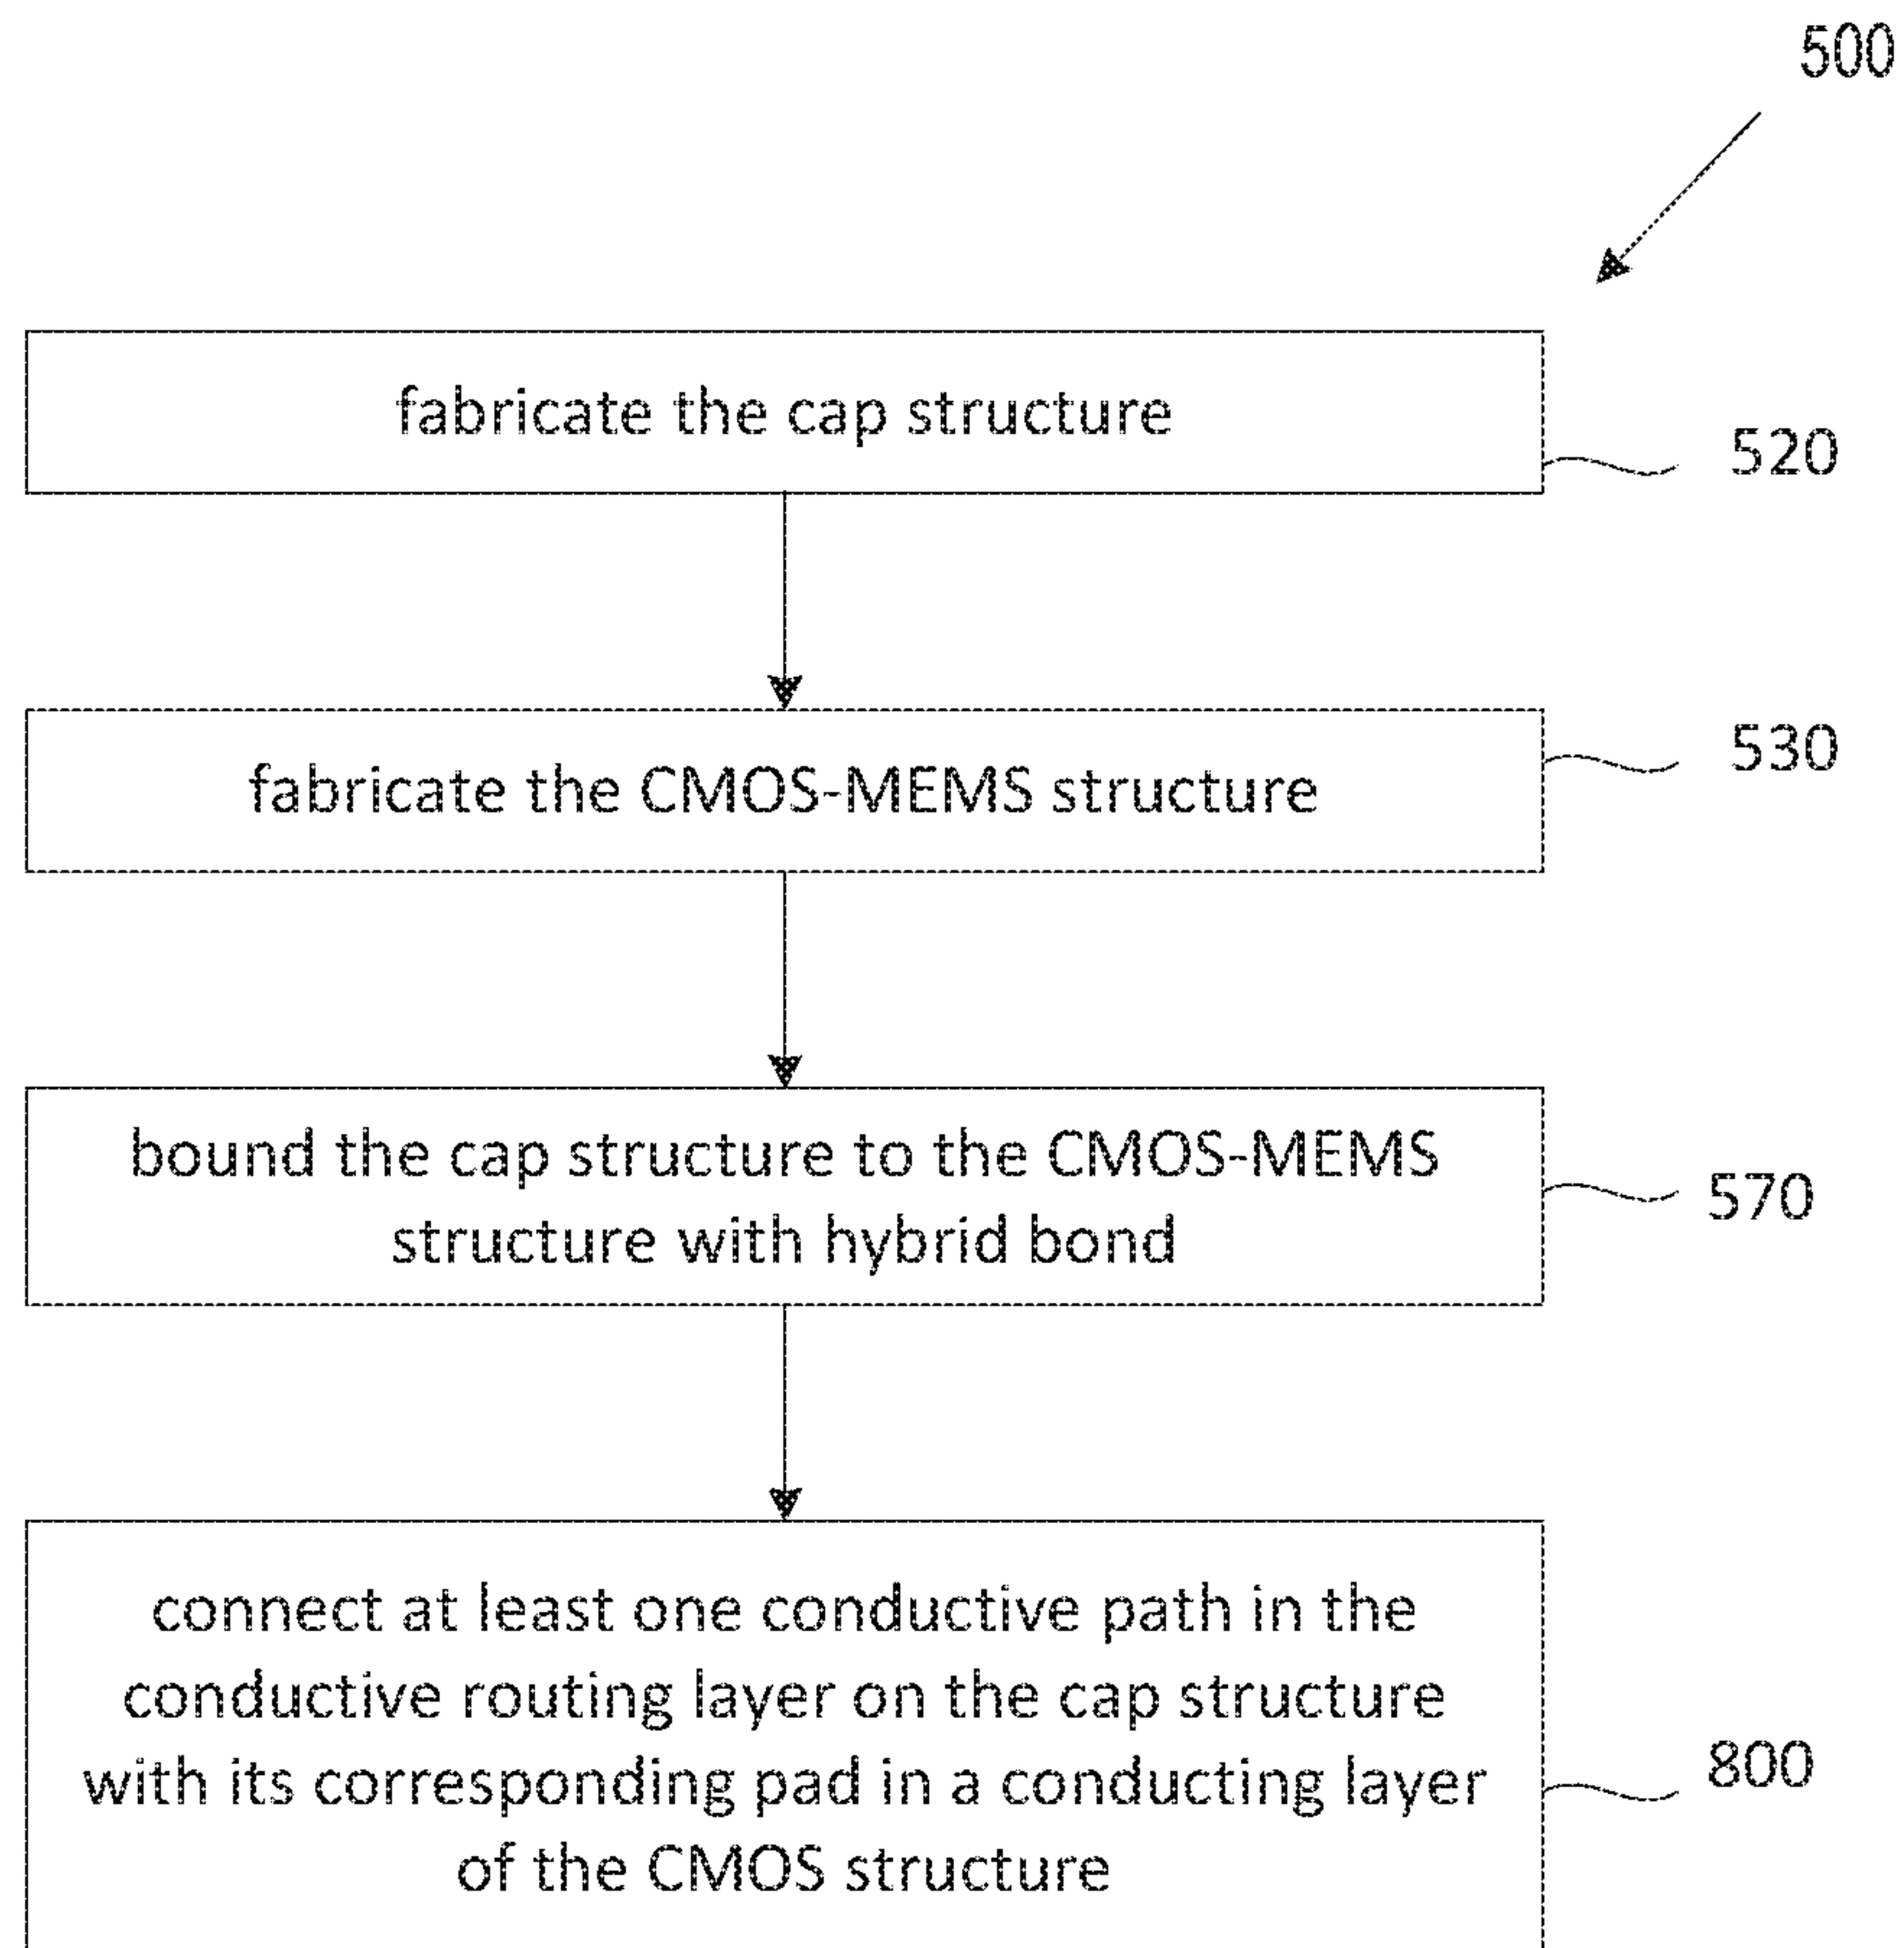 500
fabricate the cap structure
520
fabricate the CMOS-MEMS structure
530
bound the cap structure to the CMOS-MEMS
structure with hybrid bond
570
connect at least one conductive path in the
conductive routing layer on the cap structure
with its corresponding pad in a conducting layer
of the CMOS structure
800